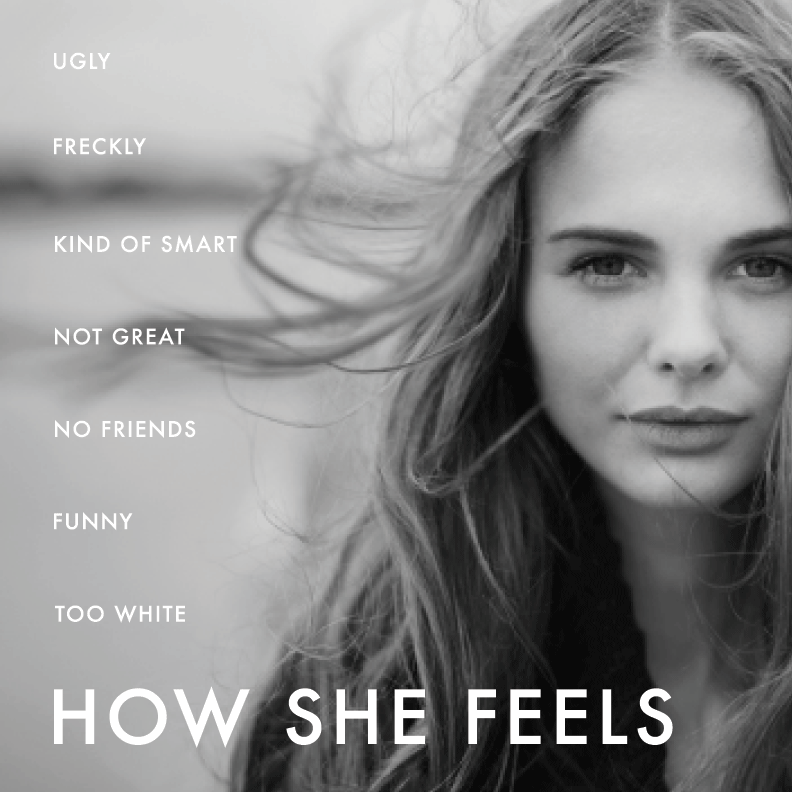 UGLY
FRECKLY
KIND OF SMART
NOT GREAT
NO FRIENDS
FUNNY
TOO WHITE
HOW SHE FEELS